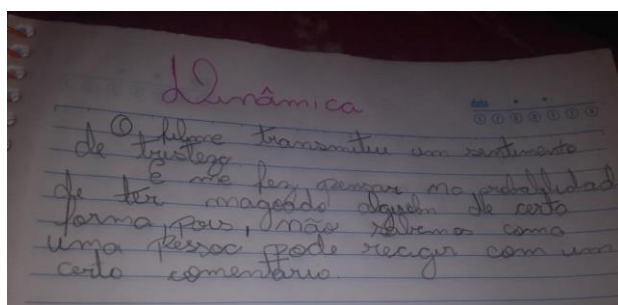 Dinâmica
data
O filme transmitiu um sentimento
de tristeza
E me fez pensar na probalidad
de ter magoado alguém de certa
forma, pois, não sabemos como
uma pessoa pode reagir com um
certo comentário.